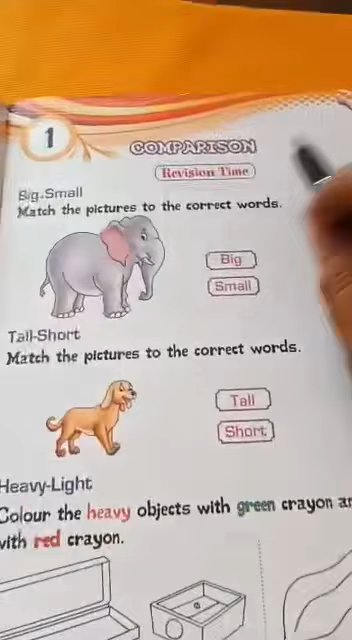 1
COMPARISON
Revision Time
Big-Small
Match the pictures to the correct words.
Big
Small
Tall-Short
Match the pictures to the correct words.
Tall
Short
Heavy-Light
Colour the heavy objects with green crayon
with red crayon.